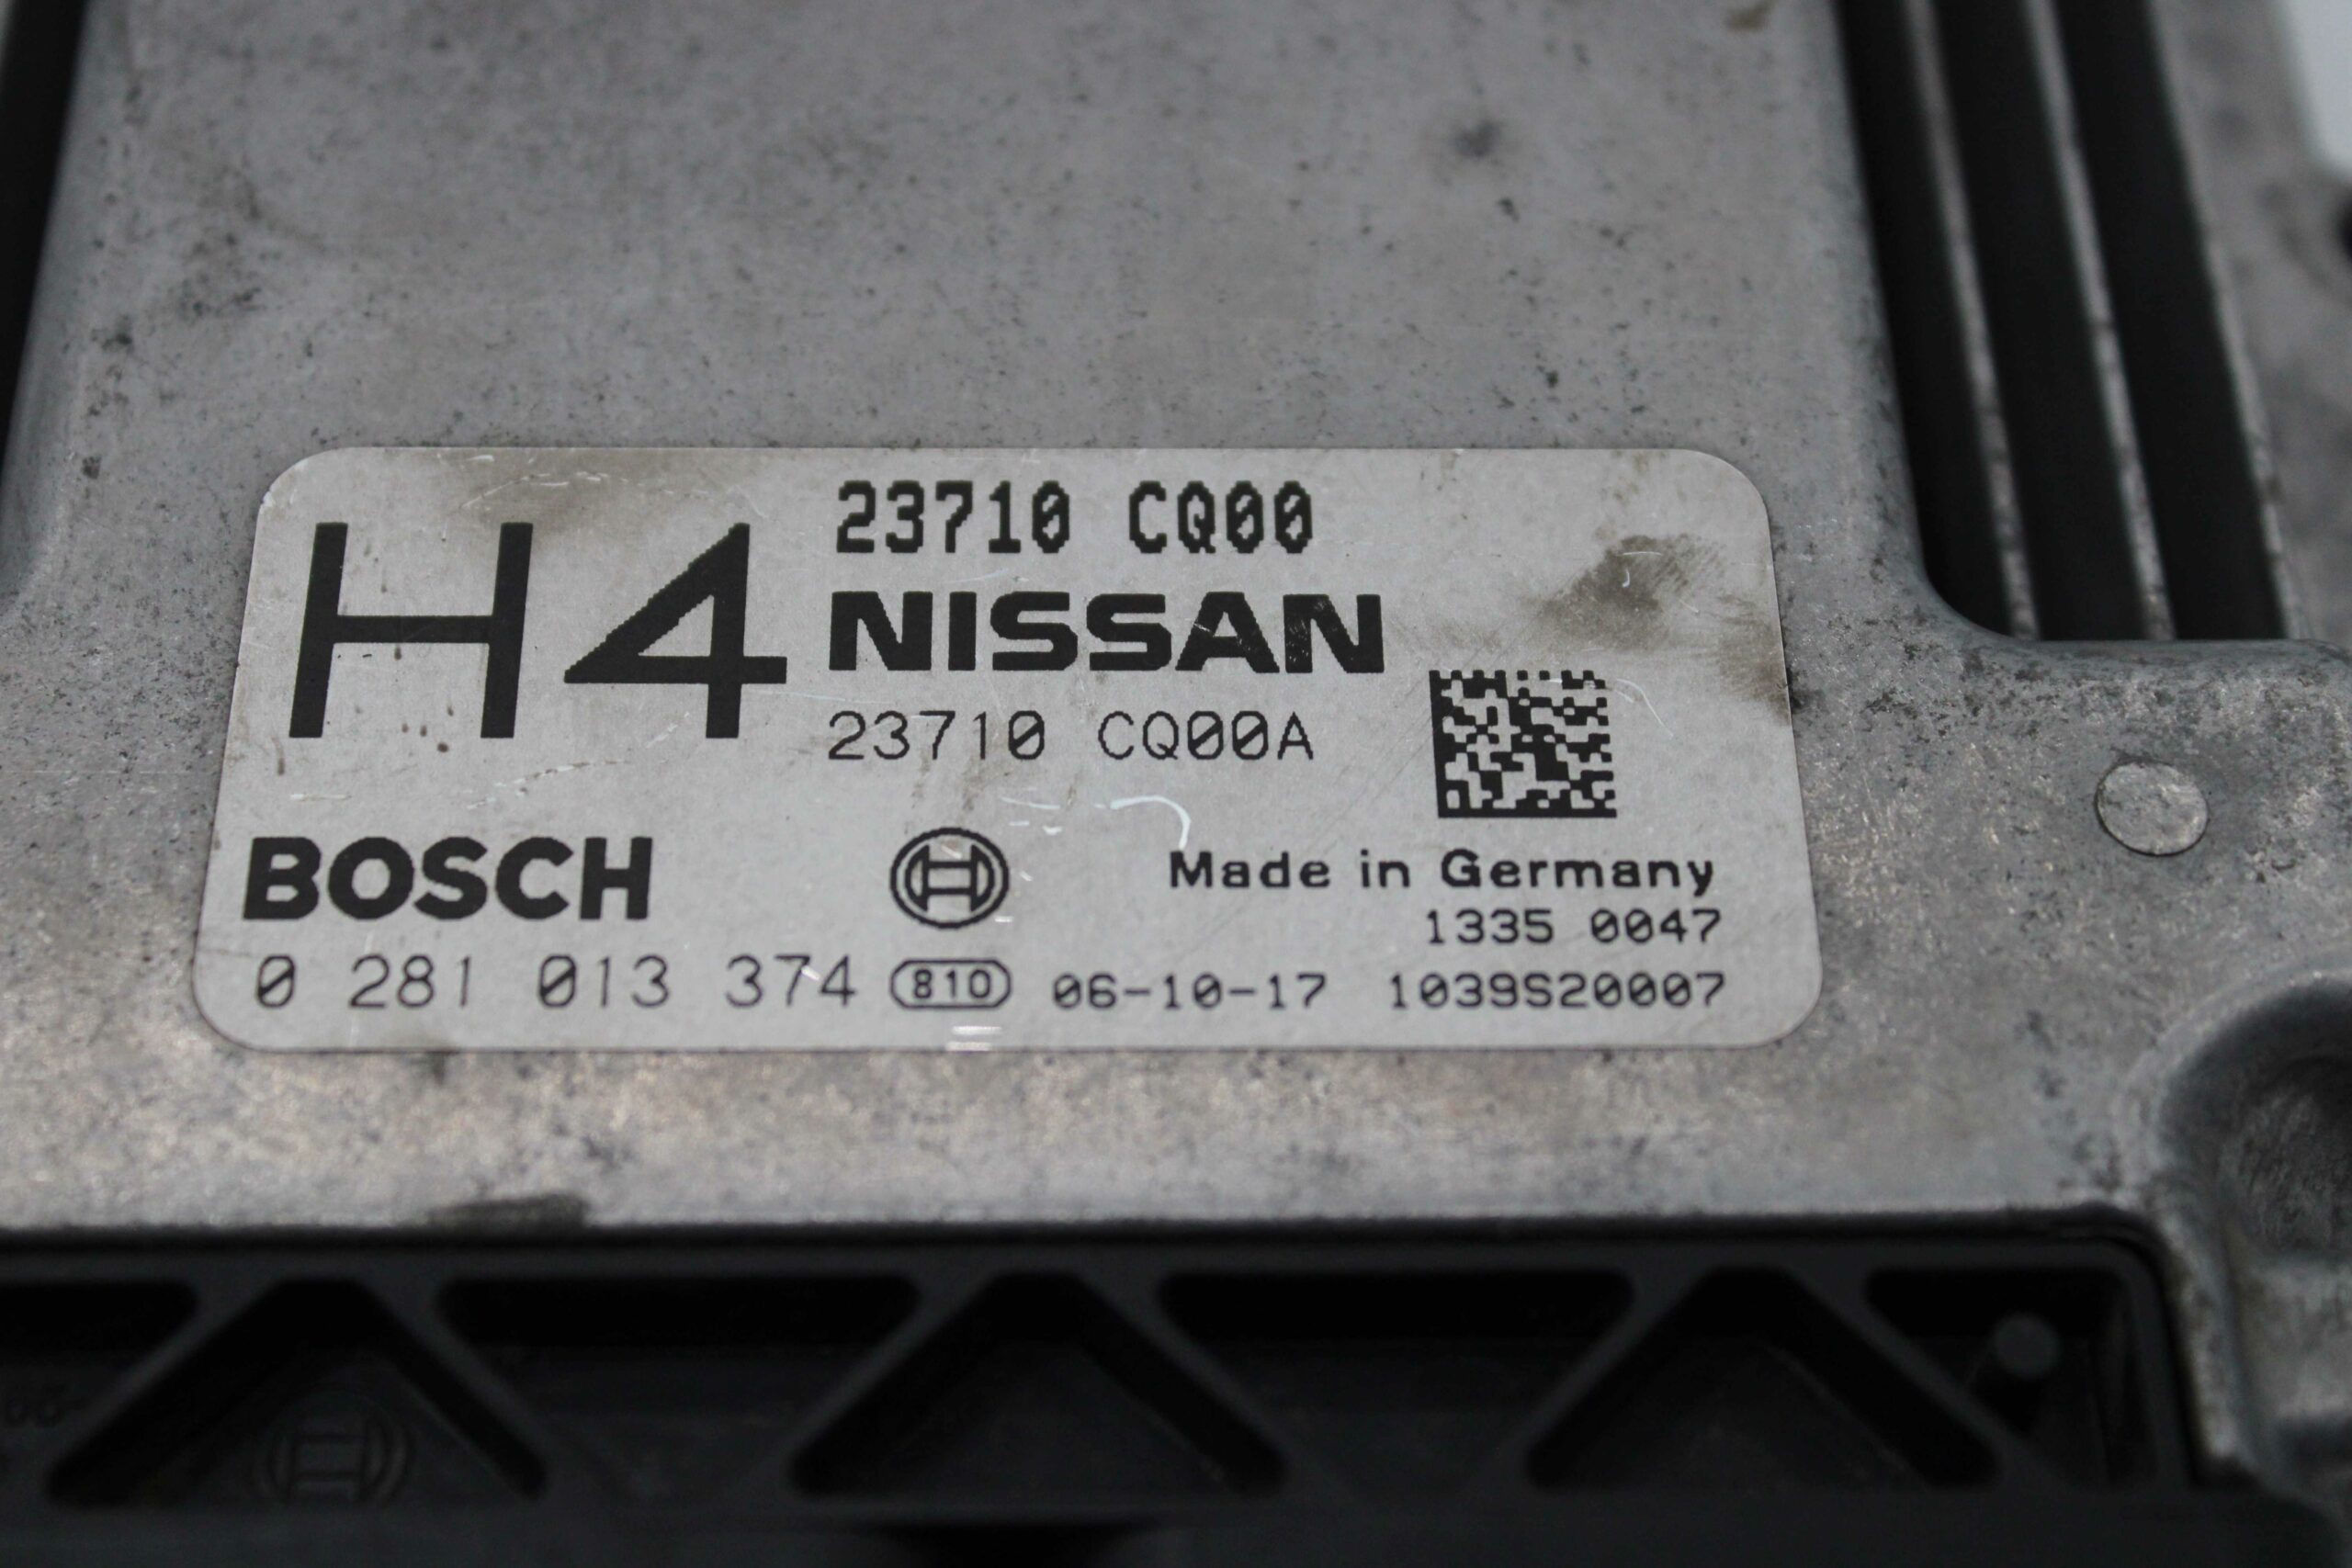 H4
23710 CQ00
NISSAN
23710 CQ00A
BOSCH
Made in Germany
1335 0047
0 281 013 374 810 06-10-17 1039S20007